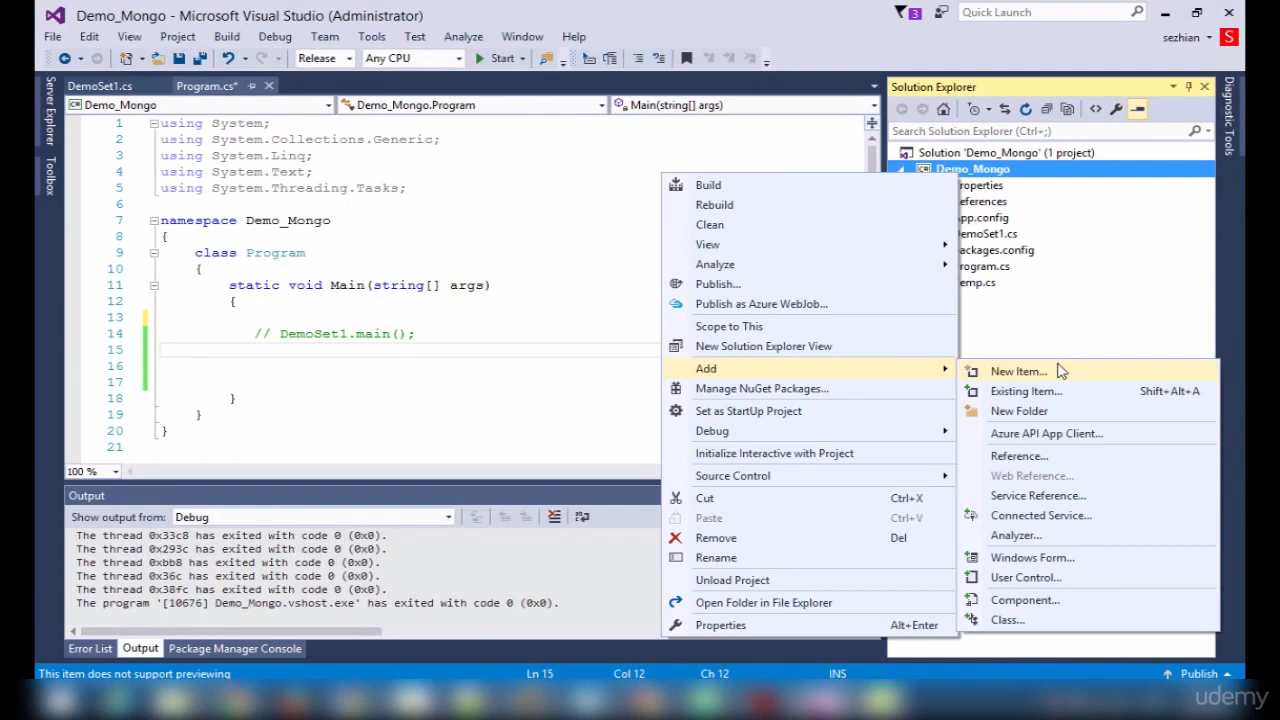 Demo_Mongo - Microsoft Visual Studio (Administrator)
3
Quick Launch
File Edit View Project Build Debug Team Tools Test Analyze Window Help
sezhian
S
Release
Any CPU
Start
Server Explorer
Toolbox
DemoSet1.cs
Program.cs*
Demo_Mongo
Demo_Mongo.Program
Main(string[] args)
1 using System;
2 using System.Collections.Generic;
3 using System.Linq;
4 using System.Text;
5 using System.Threading.Tasks;
6
7 namespace Demo_Mongo
8 {
9 class Program
10 {
11 static void Main(string[] args)
12 {
13
14 // DemoSet1.main();
15
16
17
18 }
19 }
20 }
21
100 %
Output
Show output from: Debug
The thread 0x33c8 has exited with code 0 (0x0).
The thread 0x293c has exited with code 0 (0x0).
The thread 0xbb8 has exited with code 0 (0x0).
The thread 0x36c has exited with code 0 (0x0).
The thread 0x38fc has exited with code 0 (0x0).
The program '[10676] Demo_Mongo.vshost.exe' has exited with code 0 (0x0).
Error List
Output
Package Manager Console
Solution Explorer
Search Solution Explorer (Ctrl+;)
Solution 'Demo_Mongo' (1 project)
Demo_Mongo
roperties
eferences
pp.config
emoSet1.cs
ackages.config
rogram.cs
emp.cs
Diagnostic Tools
Build
Rebuild
Clean
View
Analyze
Publish...
Publish as Azure WebJob...
Scope to This
New Solution Explorer View
Add
Manage NuGet Packages...
Set as StartUp Project
Debug
Initialize Interactive with Project
Source Control
Cut Ctrl+X
Paste Ctrl+V
Remove Del
Rename
Unload Project
Open Folder in File Explorer
Properties Alt+Enter
New Item...
Existing Item... Shift+Alt+A
New Folder
Azure API App Client...
Reference...
Web Reference...
Service Reference...
Connected Service...
Analyzer...
Windows Form...
User Control...
Component...
Class...
This item does not support previewing
Ln 15
Col 12
Ch 12
INS
Publish
udemy